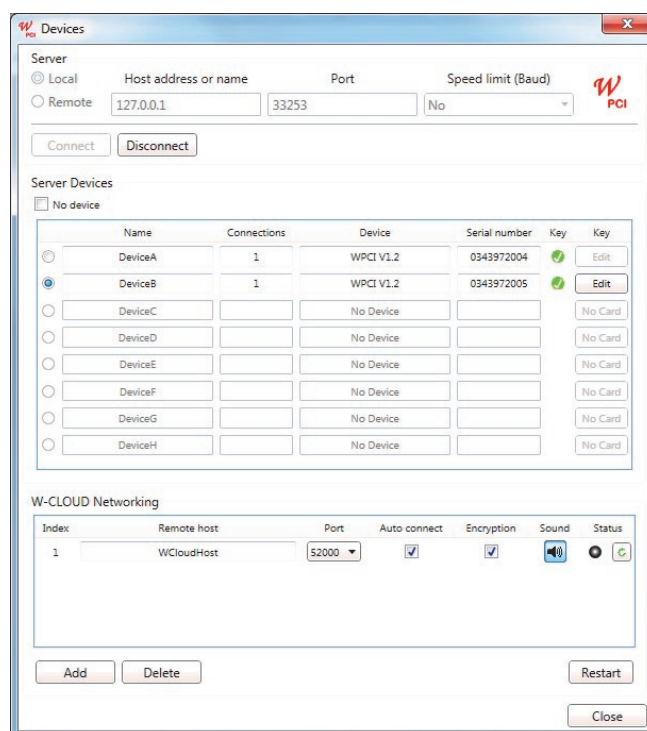 W PCI Devices
Server
Local Host address or name Port Speed limit (Baud)
Remote 127.0.0.1 33253 No
W PCI
Connect Disconnect
Server Devices
No device
Name Connections Device Serial number Key Key
DeviceA 1 WPCI V1.2 0343972004 Edit
DeviceB 1 WPCI V1.2 0343972005 Edit
DeviceC No Device No Card
DeviceD No Device No Card
DeviceE No Device No Card
DeviceF No Device No Card
DeviceG No Device No Card
DeviceH No Device No Card
W-CLOUD Networking
Index Remote host Port Auto connect Encryption Sound Status
1 WCloudHost 52000
Add Delete Restart
Close